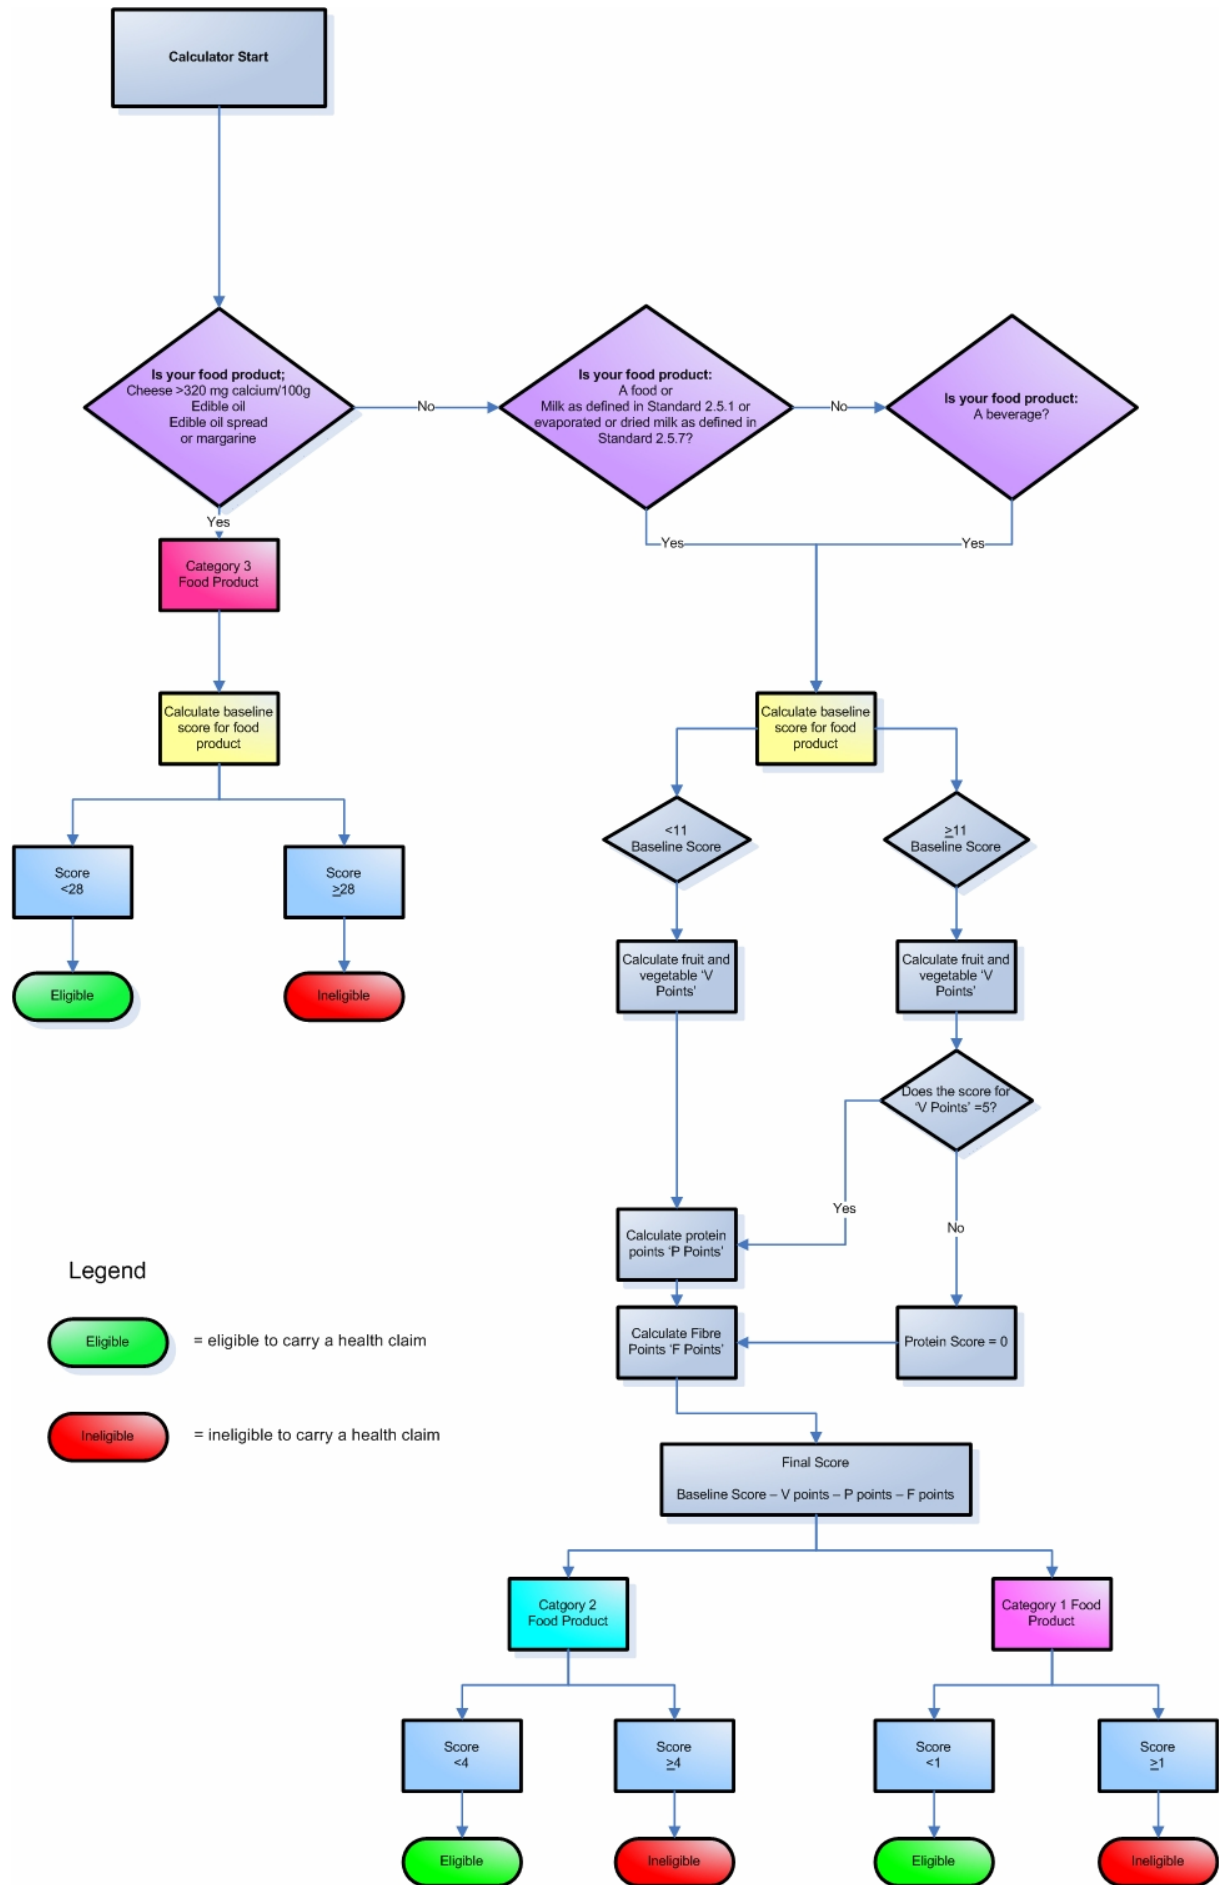 Calculator Start
Is your food product;
Cheese >320 mg calcium/100g
Edible oil
Edible oil spread
or margarine
No
Is your food product:
A food or
Milk as defined in Standard 2.5.1 or
evaporated or dried milk as defined in
Standard 2.5.7?
No
Is your food product:
A beverage?
Yes
Yes
Yes
Category 3
Food Product
Calculate baseline
score for food
product
Calculate baseline
score for food
product
Score
<28
Score
≥28
<11
Baseline Score
≥11
Baseline Score
Eligible
Ineligible
Calculate fruit and
vegetable ‘V
Points’
Calculate fruit and
vegetable ‘V
Points’
Does the score for
‘V Points’ =5?
Yes
No
Calculate protein
points ‘P Points’
Legend
Eligible
= eligible to carry a health claim
Calculate Fibre
Points ‘F Points’
Protein Score = 0
Ineligible
= ineligible to carry a health claim
Final Score
Baseline Score – V points – P points – F points
Catgory 2
Food Product
Category 1 Food
Product
Score
<4
Score
≥4
Score
<1
Score
≥1
Eligible
Ineligible
Eligible
Ineligible